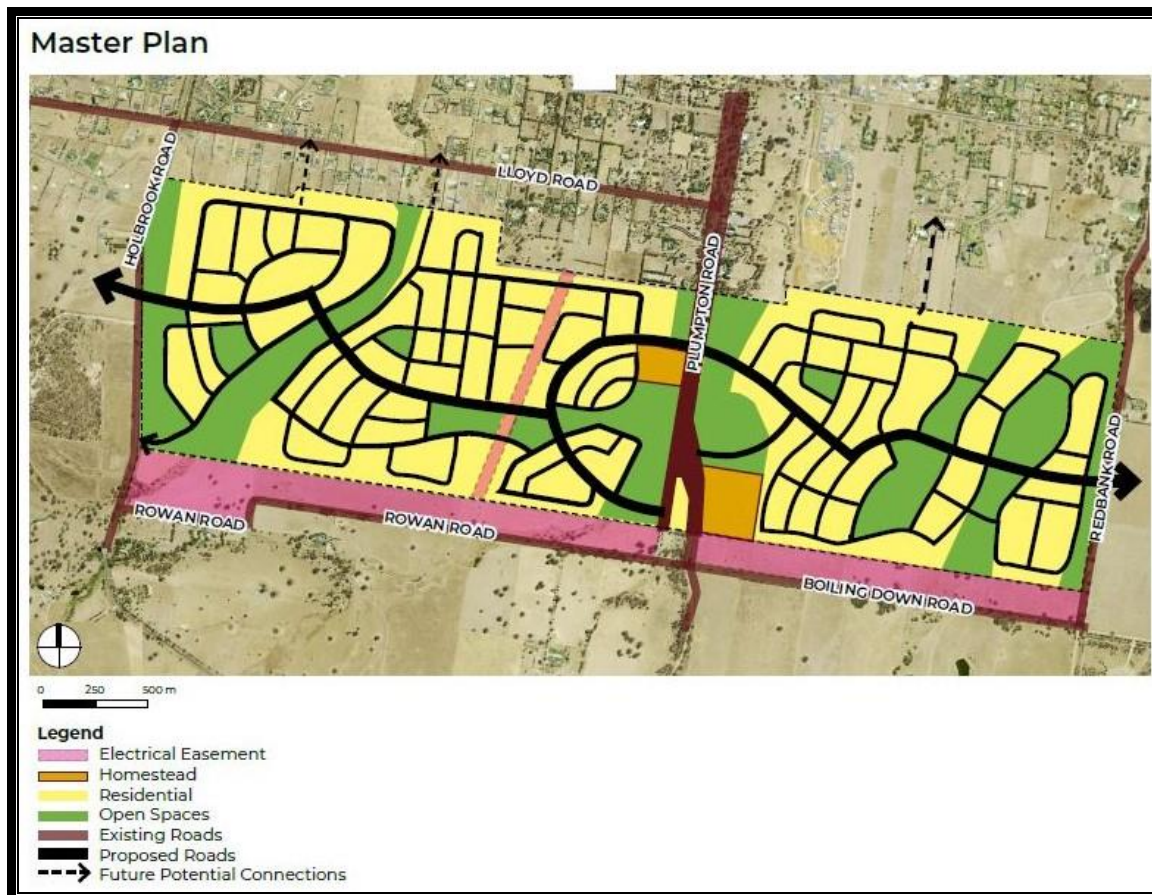 Master Plan
HOLBROOK ROAD
LLOYD ROAD
PLUMPTON ROAD
REDBANK ROAD
ROWAN ROAD
ROWAN ROAD
BOILING DOWN ROAD
0 250 500 m
Legend
Electrical Easement
Homestead
Residential
Open Spaces
Existing Roads
Proposed Roads
Future Potential Connections